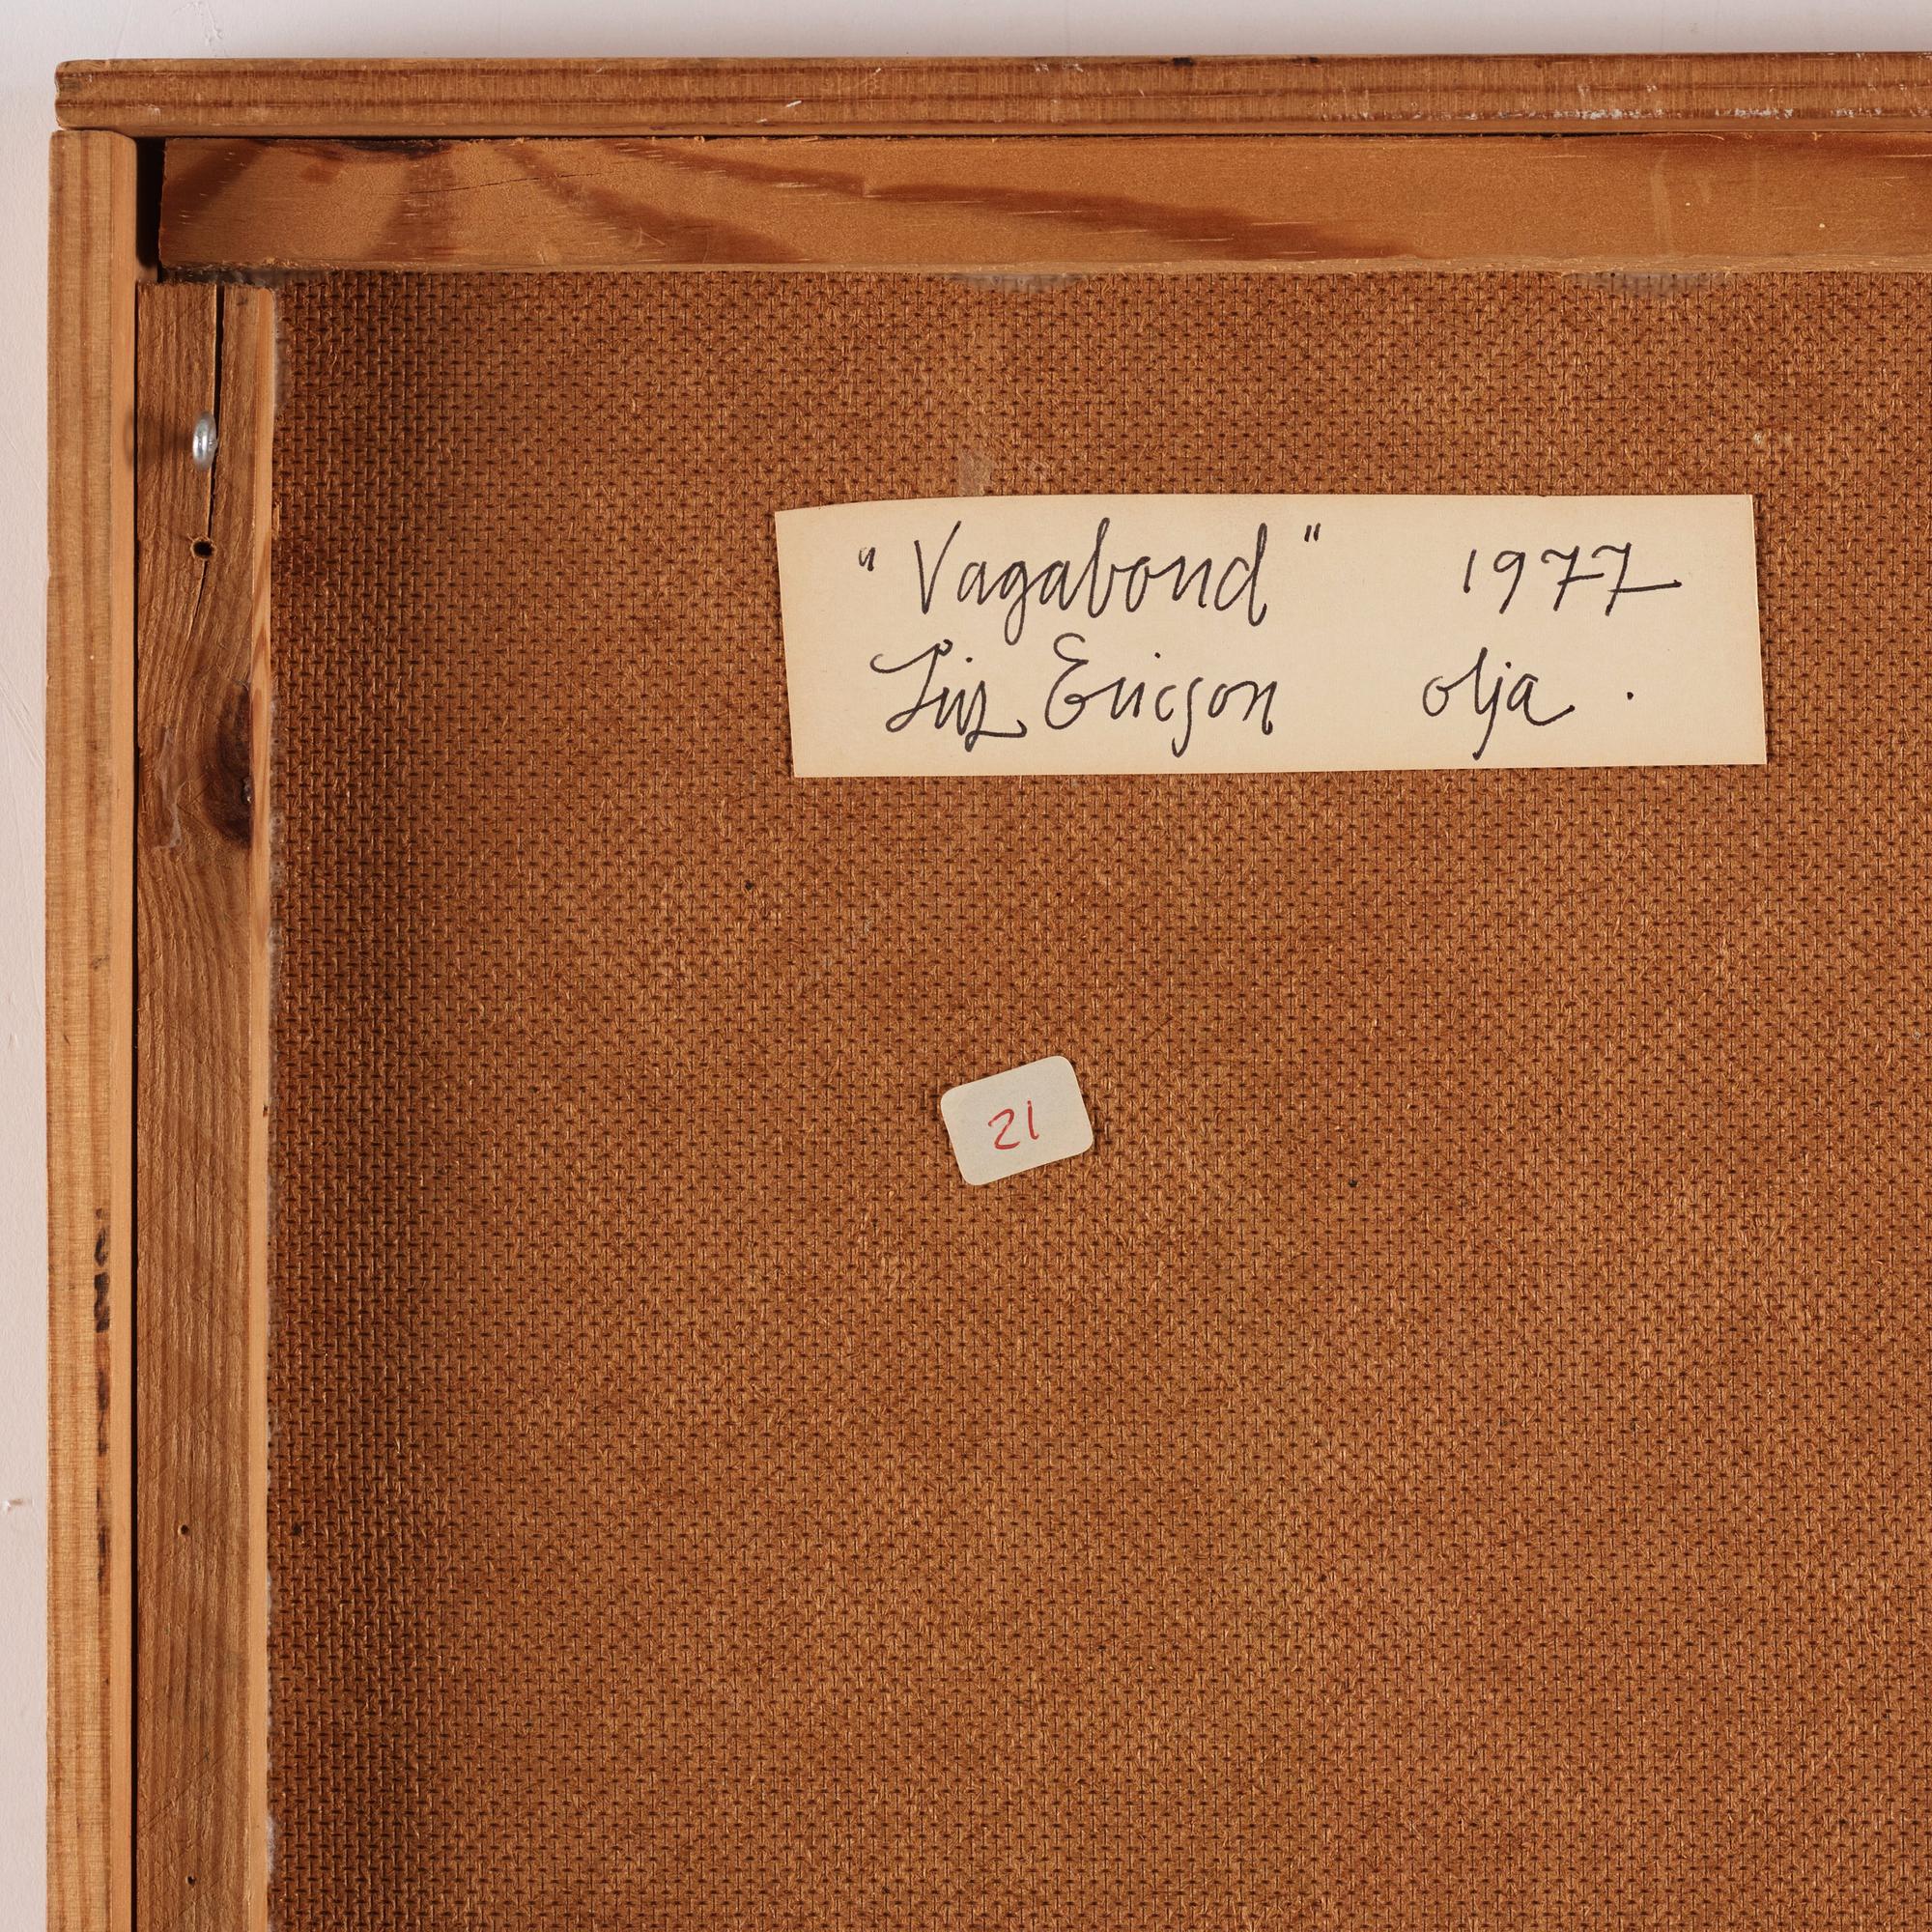 "Vagabond" 1977
Liz Ericson olja.
21